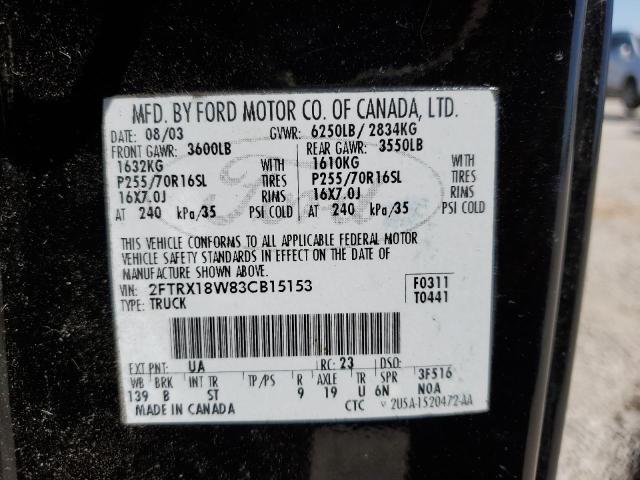 MFD. BY FORD MOTOR CO. OF CANADA, LTD.
DATE: 08/03 GVWR: 6250LB/ 2834KG
FRONT GAWR: 3600LB REAR GAWR: 3550LB
1632KG WITH 1610KG WITH
P255/70R16SL TIRES P255/70R16SL TIRES
16X7.0J RIMS 16X7.0J RIMS
AT 240 kPa/35 PSI COLD AT 240 kPa/35 PSI COLD
Ford
THIS VEHICLE CONFORMS TO ALL APPLICABLE FEDERAL MOTOR
VEHICLE SAFETY STANDARDS IN EFFECT ON THE DATE OF
MANUFACTURE SHOWN ABOVE.
VIN: 2FTRX18W83CB15153 F0311
TYPE: TRUCK T0441
EXT PNT: UA RC: 23 DSO:
WB BRK INT TR TP/PS R AXLE TR SPR 3F516
139 B ST 9 19 U 6N NOA
MADE IN CANADA CTC V 2U5A-1520472-AA